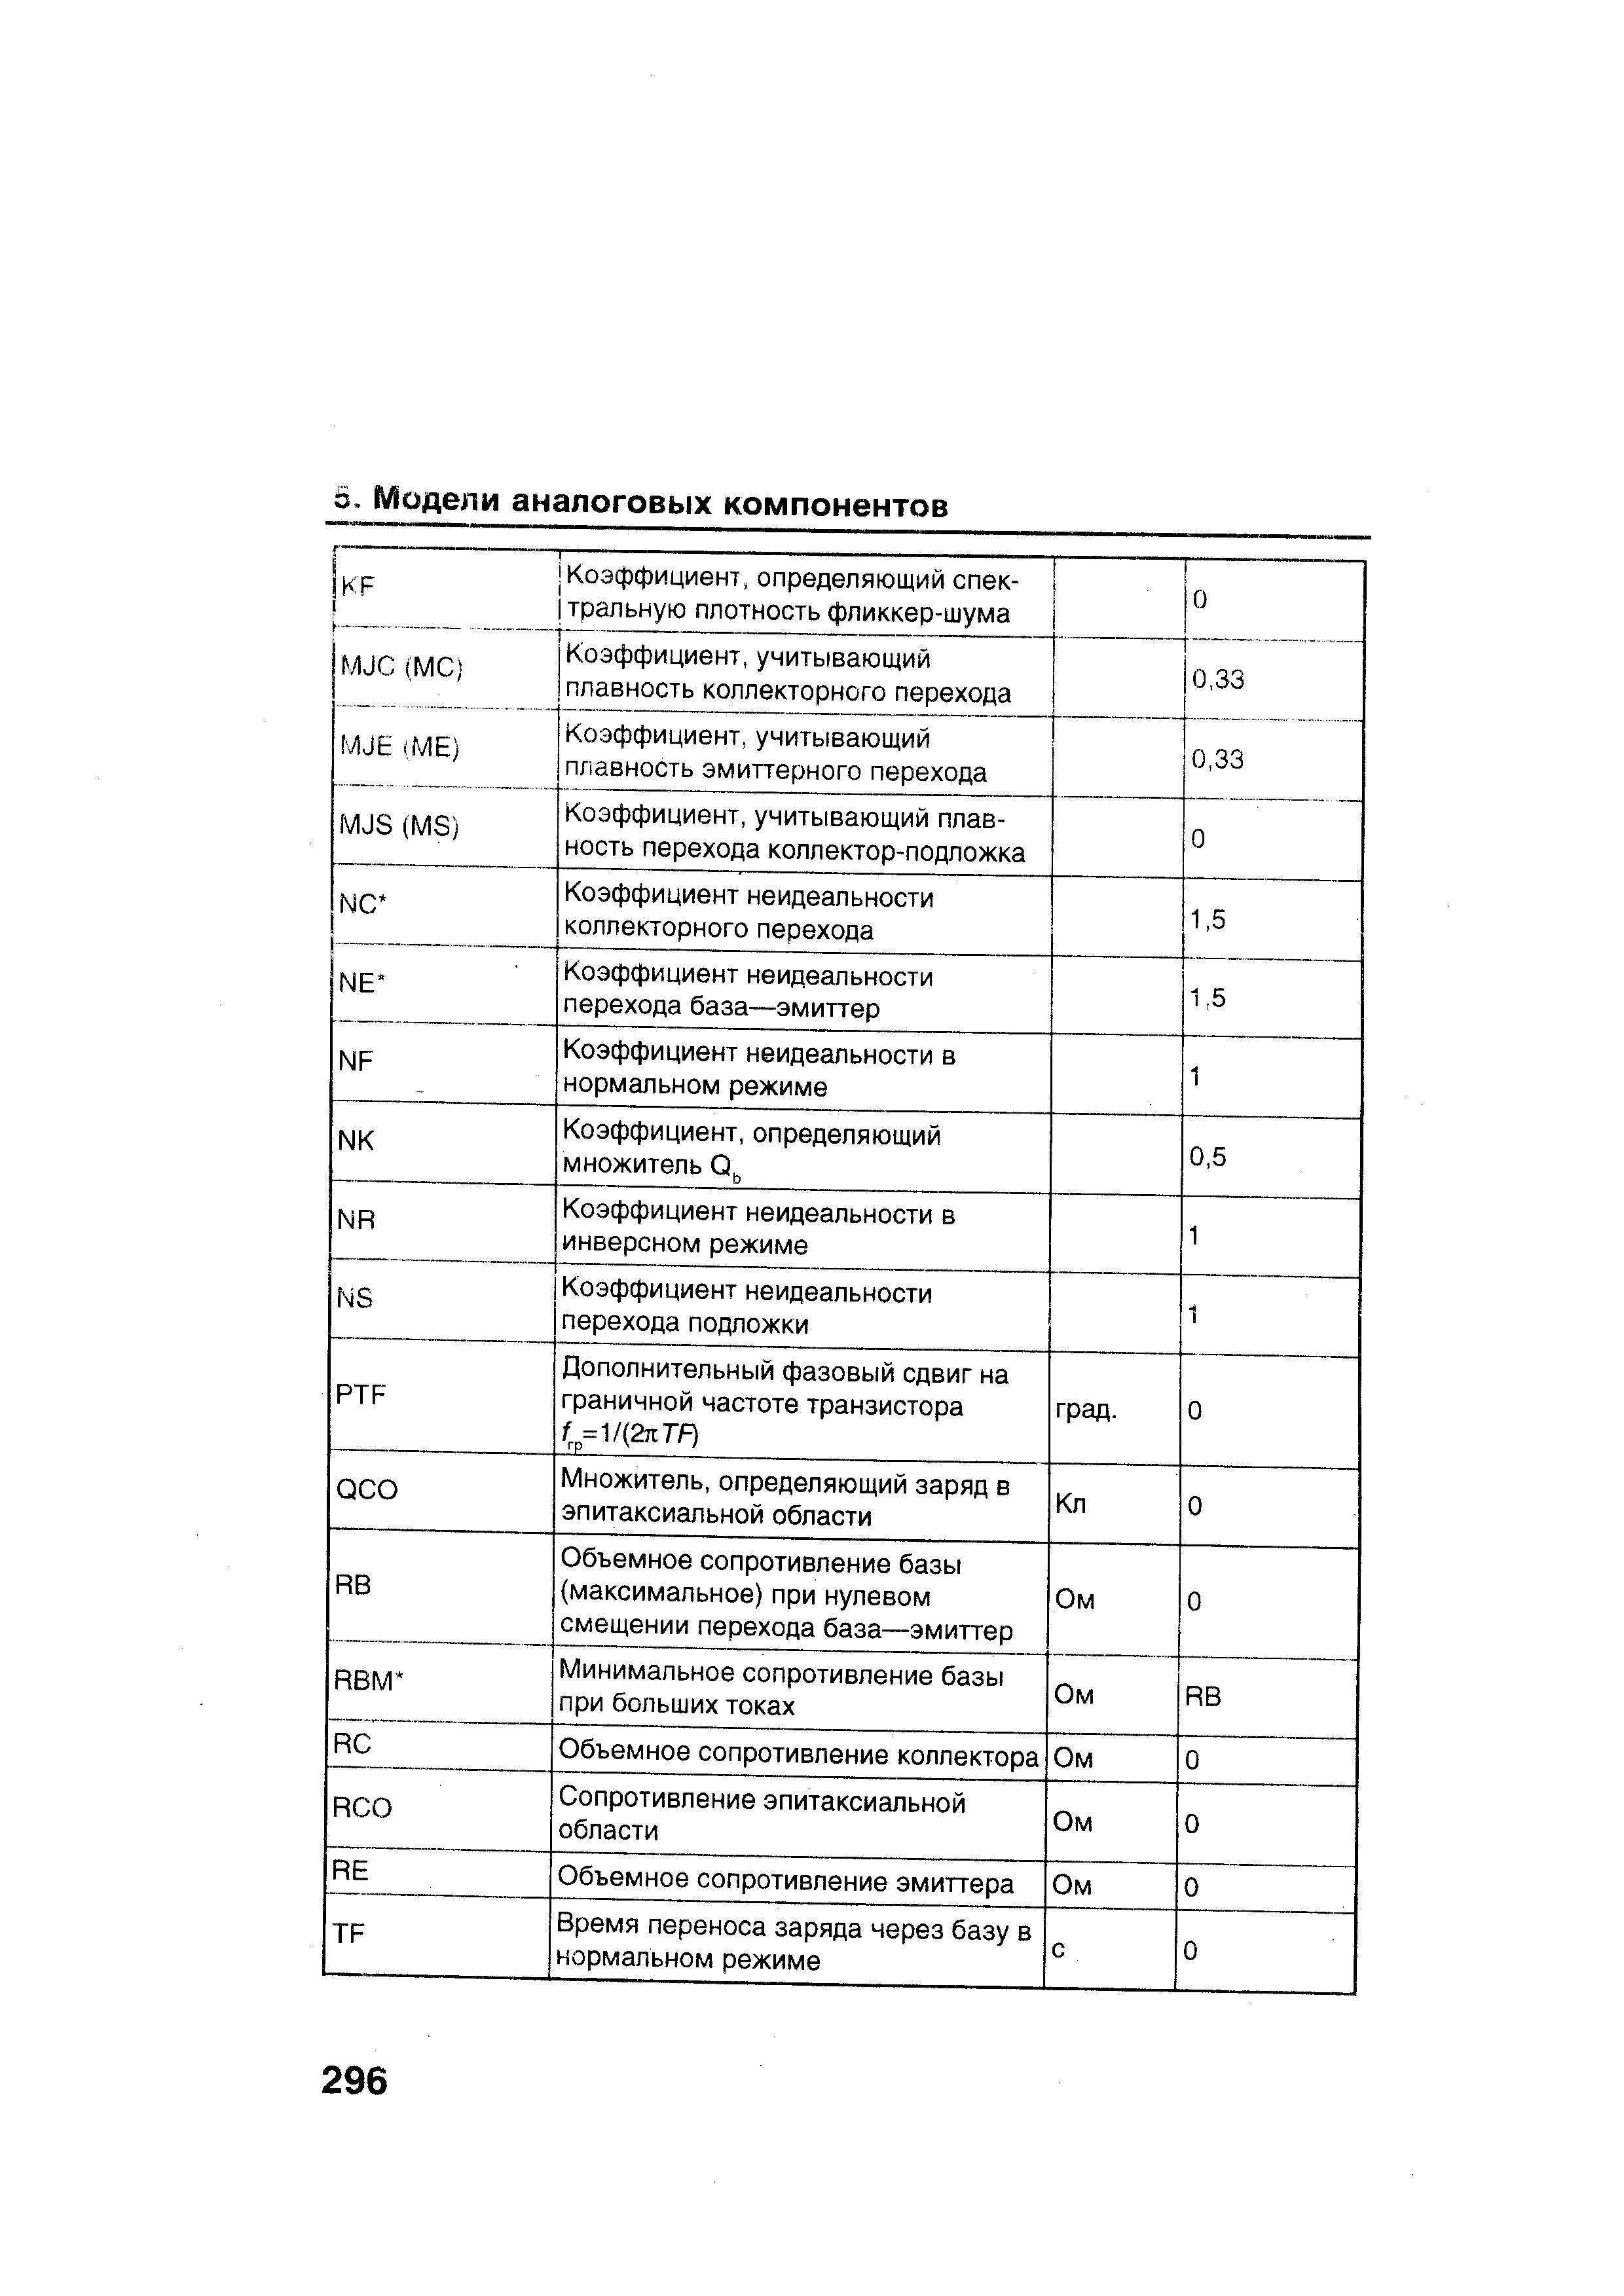 5. Модели аналоговых компонентов
KF
Коэффициент, определяющий спек-
тральную плотность фликкер-шума
0
MJC (MC)
Коэффициент, учитывающий
плавность коллекторного перехода
0,33
MJE (ME)
Коэффициент, учитывающий
плавность эмиттерного перехода
0,33
MJS (MS)
Коэффициент, учитывающий плав-
ность перехода коллектор-подложка
0
NC*
Коэффициент неидеальности
коллекторного перехода
1,5
NE*
Коэффициент неидеальности
перехода база—эмиттер
1,5
NF
Коэффициент неидеальности в
нормальном режиме
1
NK
Коэффициент, определяющий
множитель Q_b
0,5
NR
Коэффициент неидеальности в
инверсном режиме
1
NS
Коэффициент неидеальности
перехода подложки
1
PTF
Дополнительный фазовый сдвиг на
граничной частоте транзистора
f_гр=1/(2πTF)
град.
0
QCO
Множитель, определяющий заряд в
эпитаксиальной области
Кл
0
RB
Объемное сопротивление базы
(максимальное) при нулевом
смещении перехода база—эмиттер
Ом
0
RBM*
Минимальное сопротивление базы
при больших токах
Ом
RB
RC
Объемное сопротивление коллектора
Ом
0
RCO
Сопротивление эпитаксиальной
области
Ом
0
RE
Объемное сопротивление эмиттера
Ом
0
TF
Время переноса заряда через базу в
нормальном режиме
с
0
296